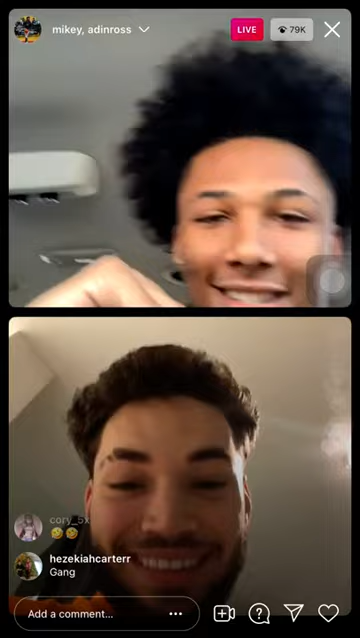 mikey, adinross
LIVE
79K
cory_5x
🤣🤣
hezekiahcarterr
Gang
Add a comment...